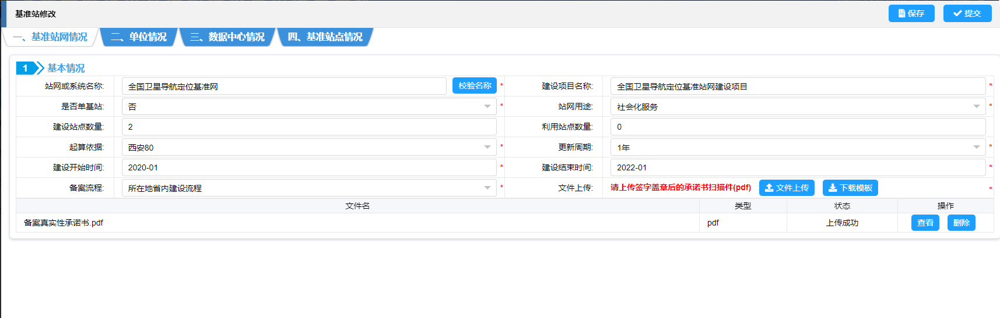 基准站修改
保存
提交
一、基准站网情况
二、单位情况
三、数据中心情况
四、基准站点情况
1 基本情况
站网或系统名称: 全国卫星导航定位基准网 校验名称 * 建设项目名称: 全国卫星导航定位基准站网建设项目 *
是否单基站: 否 * 站网用途: 社会化服务 *
建设站点数量: 2 利用站点数量: 0
起算依据: 西安80 * 更新周期: 1年 *
建设开始时间: 2020-01 * 建设结束时间: 2022-01 *
备案流程: 所在地省内建设流程 * 文件上传: 请上传签字盖章后的承诺书扫描件(pdf) 文件上传 下载模板 *
文件名 类型 状态 操作
备案真实性承诺书.pdf pdf 上传成功 查看 删除